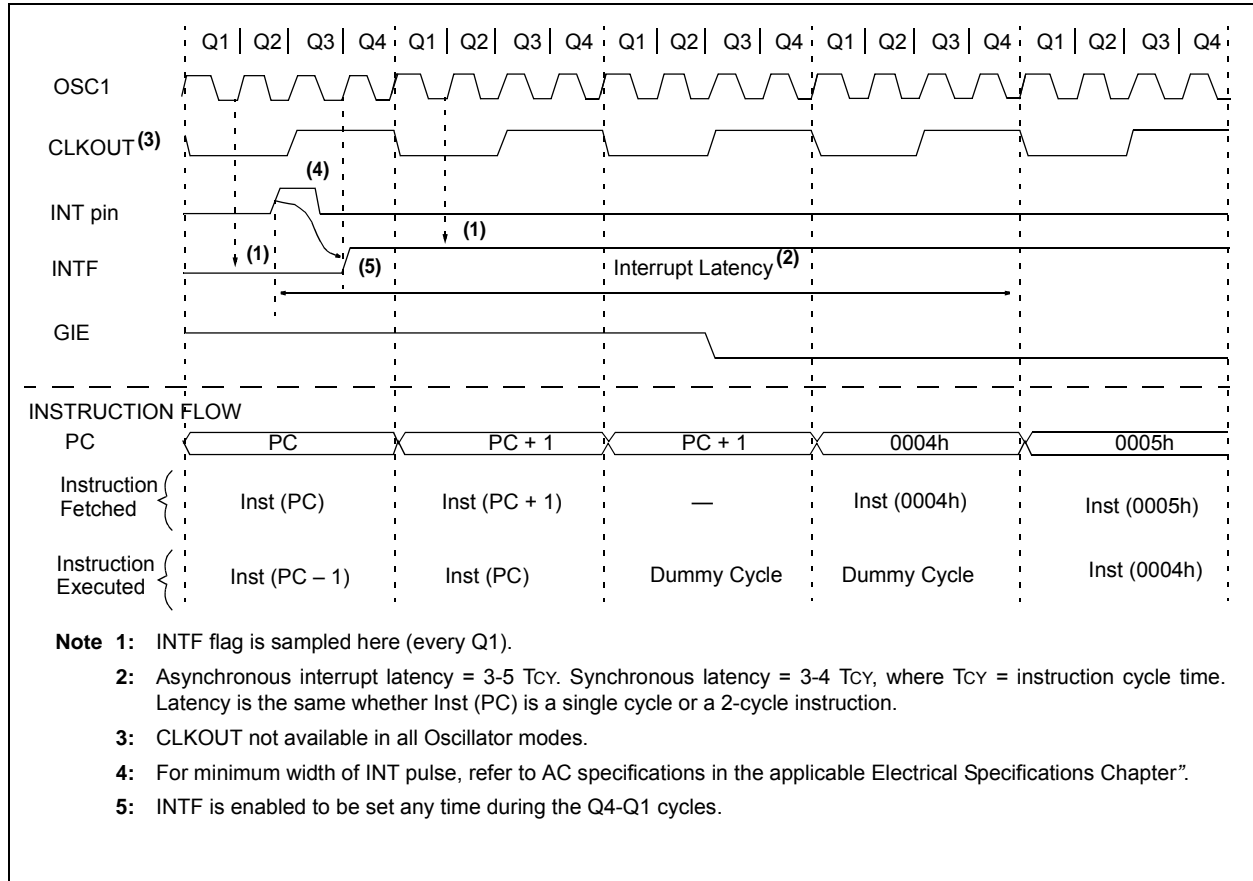 Q1 | Q2 | Q3 | Q4 Q1 | Q2 | Q3 | Q4 Q1 | Q2 | Q3 | Q4 Q1 | Q2 | Q3 | Q4 Q1 | Q2 | Q3 | Q4
OSC1
CLKOUT (3)
(4)
INT pin
(1)
(1)
INTF
(5)
Interrupt Latency (2)
GIE
INSTRUCTION FLOW
PC PC PC + 1 PC + 1 0004h 0005h
Instruction
Fetched
Inst (PC) Inst (PC + 1) — Inst (0004h) Inst (0005h)
Instruction
Executed
Inst (PC – 1) Inst (PC) Dummy Cycle Dummy Cycle Inst (0004h)
Note 1: INTF flag is sampled here (every Q1).
2: Asynchronous interrupt latency = 3-5 TCY. Synchronous latency = 3-4 TCY, where TCY = instruction cycle time.
Latency is the same whether Inst (PC) is a single cycle or a 2-cycle instruction.
3: CLKOUT not available in all Oscillator modes.
4: For minimum width of INT pulse, refer to AC specifications in the applicable Electrical Specifications Chapter”.
5: INTF is enabled to be set any time during the Q4-Q1 cycles.